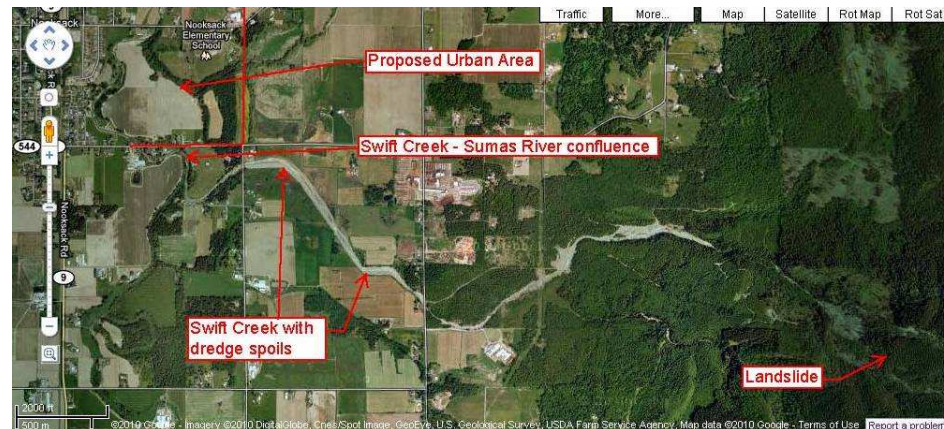 Nooksack
Traffic
More...
Map
Satellite
Rot Map
Rot Sat
Nooksack
Elementary
School
Proposed Urban Area
544
Swift Creek - Sumas River confluence
Nooksack Rd
9
Swift Creek with
dredge spoils
Landslide
2000 ft
500 m
©2010 Google - Imagery ©2010 DigitalGlobe, Cnes/Spot Image, GeoEye, U.S. Geological Survey, USDA Farm Service Agency, Map data ©2010 Google - Terms of Use
Report a problem